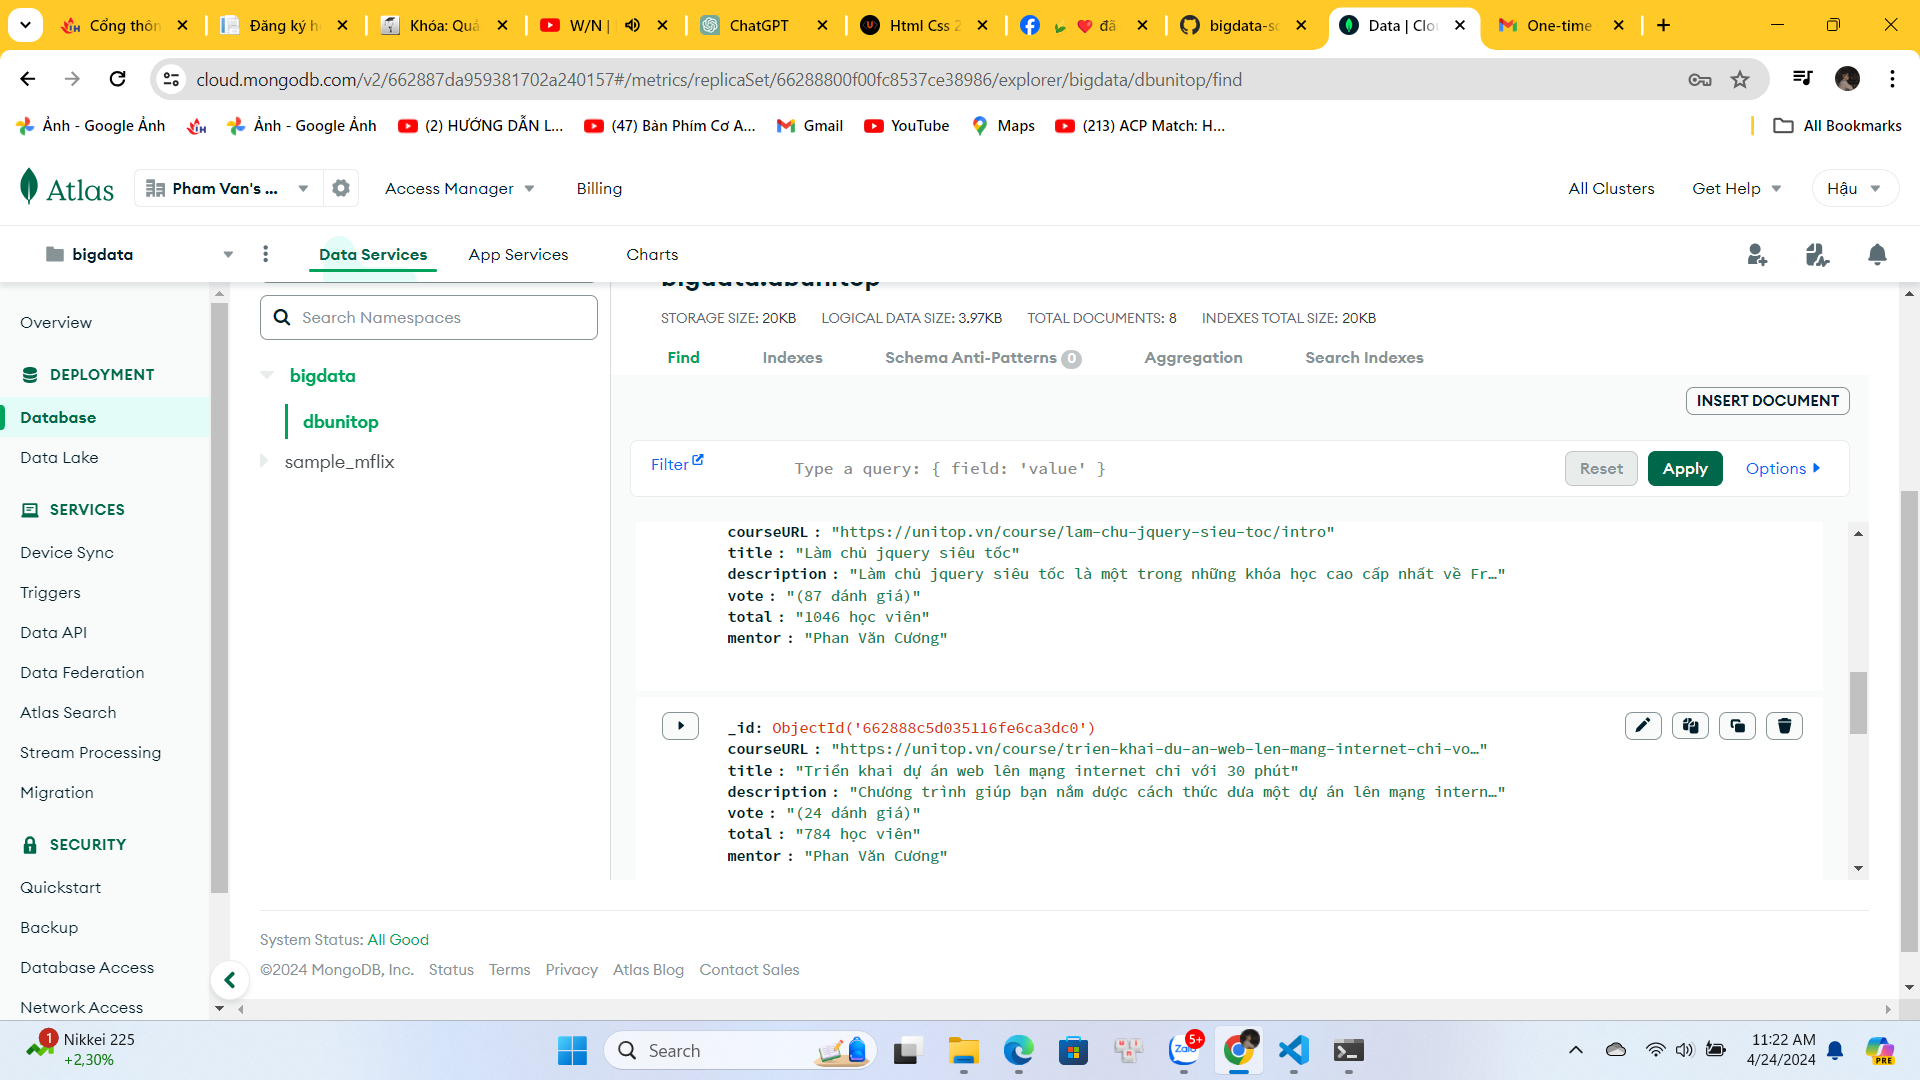 Cổng thôn
Đăng ký h
Khóa: Quả
W/N |
ChatGPT
Html Css 2
đã
bigdata-sc
Data | Clou
One-time
cloud.mongodb.com/v2/662887da959381702a240157#/metrics/replicaSet/66288800f00fc8537ce38986/explorer/bigdata/dbunitop/find
Ảnh - Google Ảnh
Ảnh - Google Ảnh
(2) HƯỚNG DẪN L...
(47) Bàn Phím Cơ A...
Gmail
YouTube
Maps
(213) ACP Match: H...
All Bookmarks
Atlas
Pham Van's ...
Access Manager
Billing
All Clusters
Get Help
Hậu
bigdata
Data Services
App Services
Charts
bigdata.dbunitop
Overview
DEPLOYMENT
Database
Data Lake
SERVICES
Device Sync
Triggers
Data API
Data Federation
Atlas Search
Stream Processing
Migration
SECURITY
Quickstart
Backup
Database Access
Network Access
Search Namespaces
bigdata
dbunitop
sample_mflix
STORAGE SIZE: 20KB LOGICAL DATA SIZE: 3.97KB TOTAL DOCUMENTS: 8 INDEXES TOTAL SIZE: 20KB
Find
Indexes
Schema Anti-Patterns 0
Aggregation
Search Indexes
INSERT DOCUMENT
Filter
Type a query: { field: 'value' }
Reset
Apply
Options
courseURL : "https://unitop.vn/course/lam-chu-jquery-sieu-toc/intro"
title : "Làm chủ jquery siêu tốc"
description : "Làm chủ jquery siêu tốc là một trong những khóa học cao cấp nhất về Fr…"
vote : "(87 đánh giá)"
total : "1046 học viên"
mentor : "Phan Văn Cương"
_id: ObjectId('662888c5d035116fe6ca3dc0')
courseURL : "https://unitop.vn/course/trien-khai-du-an-web-len-mang-internet-chi-vo…"
title : "Triển khai dự án web lên mạng internet chỉ với 30 phút"
description : "Chương trình giúp bạn nắm được cách thức đưa một dự án lên mạng intern…"
vote : "(24 đánh giá)"
total : "784 học viên"
mentor : "Phan Văn Cương"
System Status: All Good
©2024 MongoDB, Inc. Status Terms Privacy Atlas Blog Contact Sales
1
Nikkei 225
+2,30%
Search
Zalo
5+
11:22 AM
4/24/2024
PRE